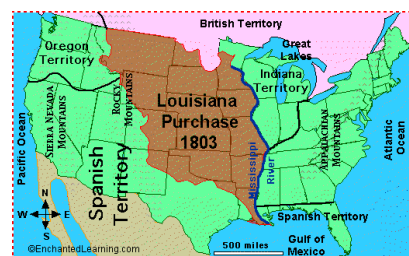 British Territory
Oregon
Territory
Great
Lakes
Indiana
Territory
ROCKY
MOUNTAINS
SIERRA NEVADA
MOUNTAINS
Louisiana
Purchase
1803
APPALACHIAN
MOUNTAINS
Pacific Ocean
Atlantic
Ocean
Spanish
Territory
Mississippi
River
N
W E
S
Spanish Territory
Gulf of
Mexico
500 miles
©EnchantedLearning.com